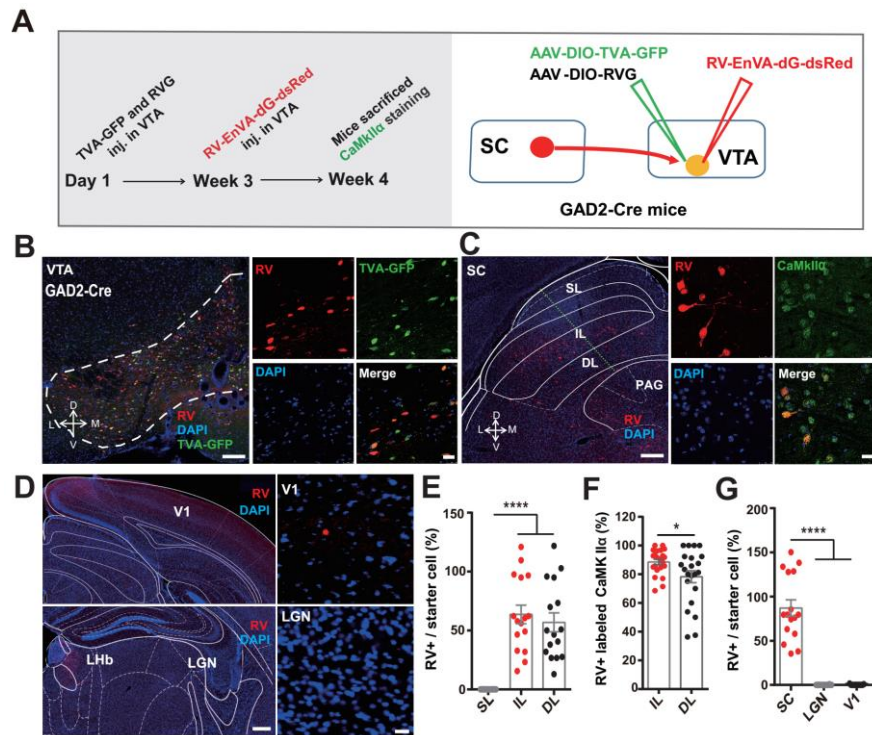 A
TVA-GFP and RVG
inj. in VTA
RV-EnVA-dG-dsRed
inj. in VTA
Mice sacrificed
CaMkIIα staining
Day 1
Week 3
Week 4
AAV-DIO-TVA-GFP
AAV-DIO-RVG
RV-EnVA-dG-dsRed
SC
VTA
GAD2-Cre mice
B
VTA
GAD2-Cre
D
L M
V
RV
DAPI
TVA-GFP
RV
TVA-GFP
DAPI
Merge
C
SC
SL
IL
DL
PAG
D
L M
V
RV
DAPI
RV
CaMkIIα
DAPI
Merge
D
RV
DAPI
V1
V1
RV
DAPI
LHb
LGN
LGN
E
RV+ / starter cell (%)
150
100
50
0
****
SL
IL
DL
F
RV+ labeled CaMK IIα (%)
120
100
80
60
40
20
0
*
IL
DL
G
RV+ / starter cell (%)
200
150
100
50
0
****
SC
LGN
V1